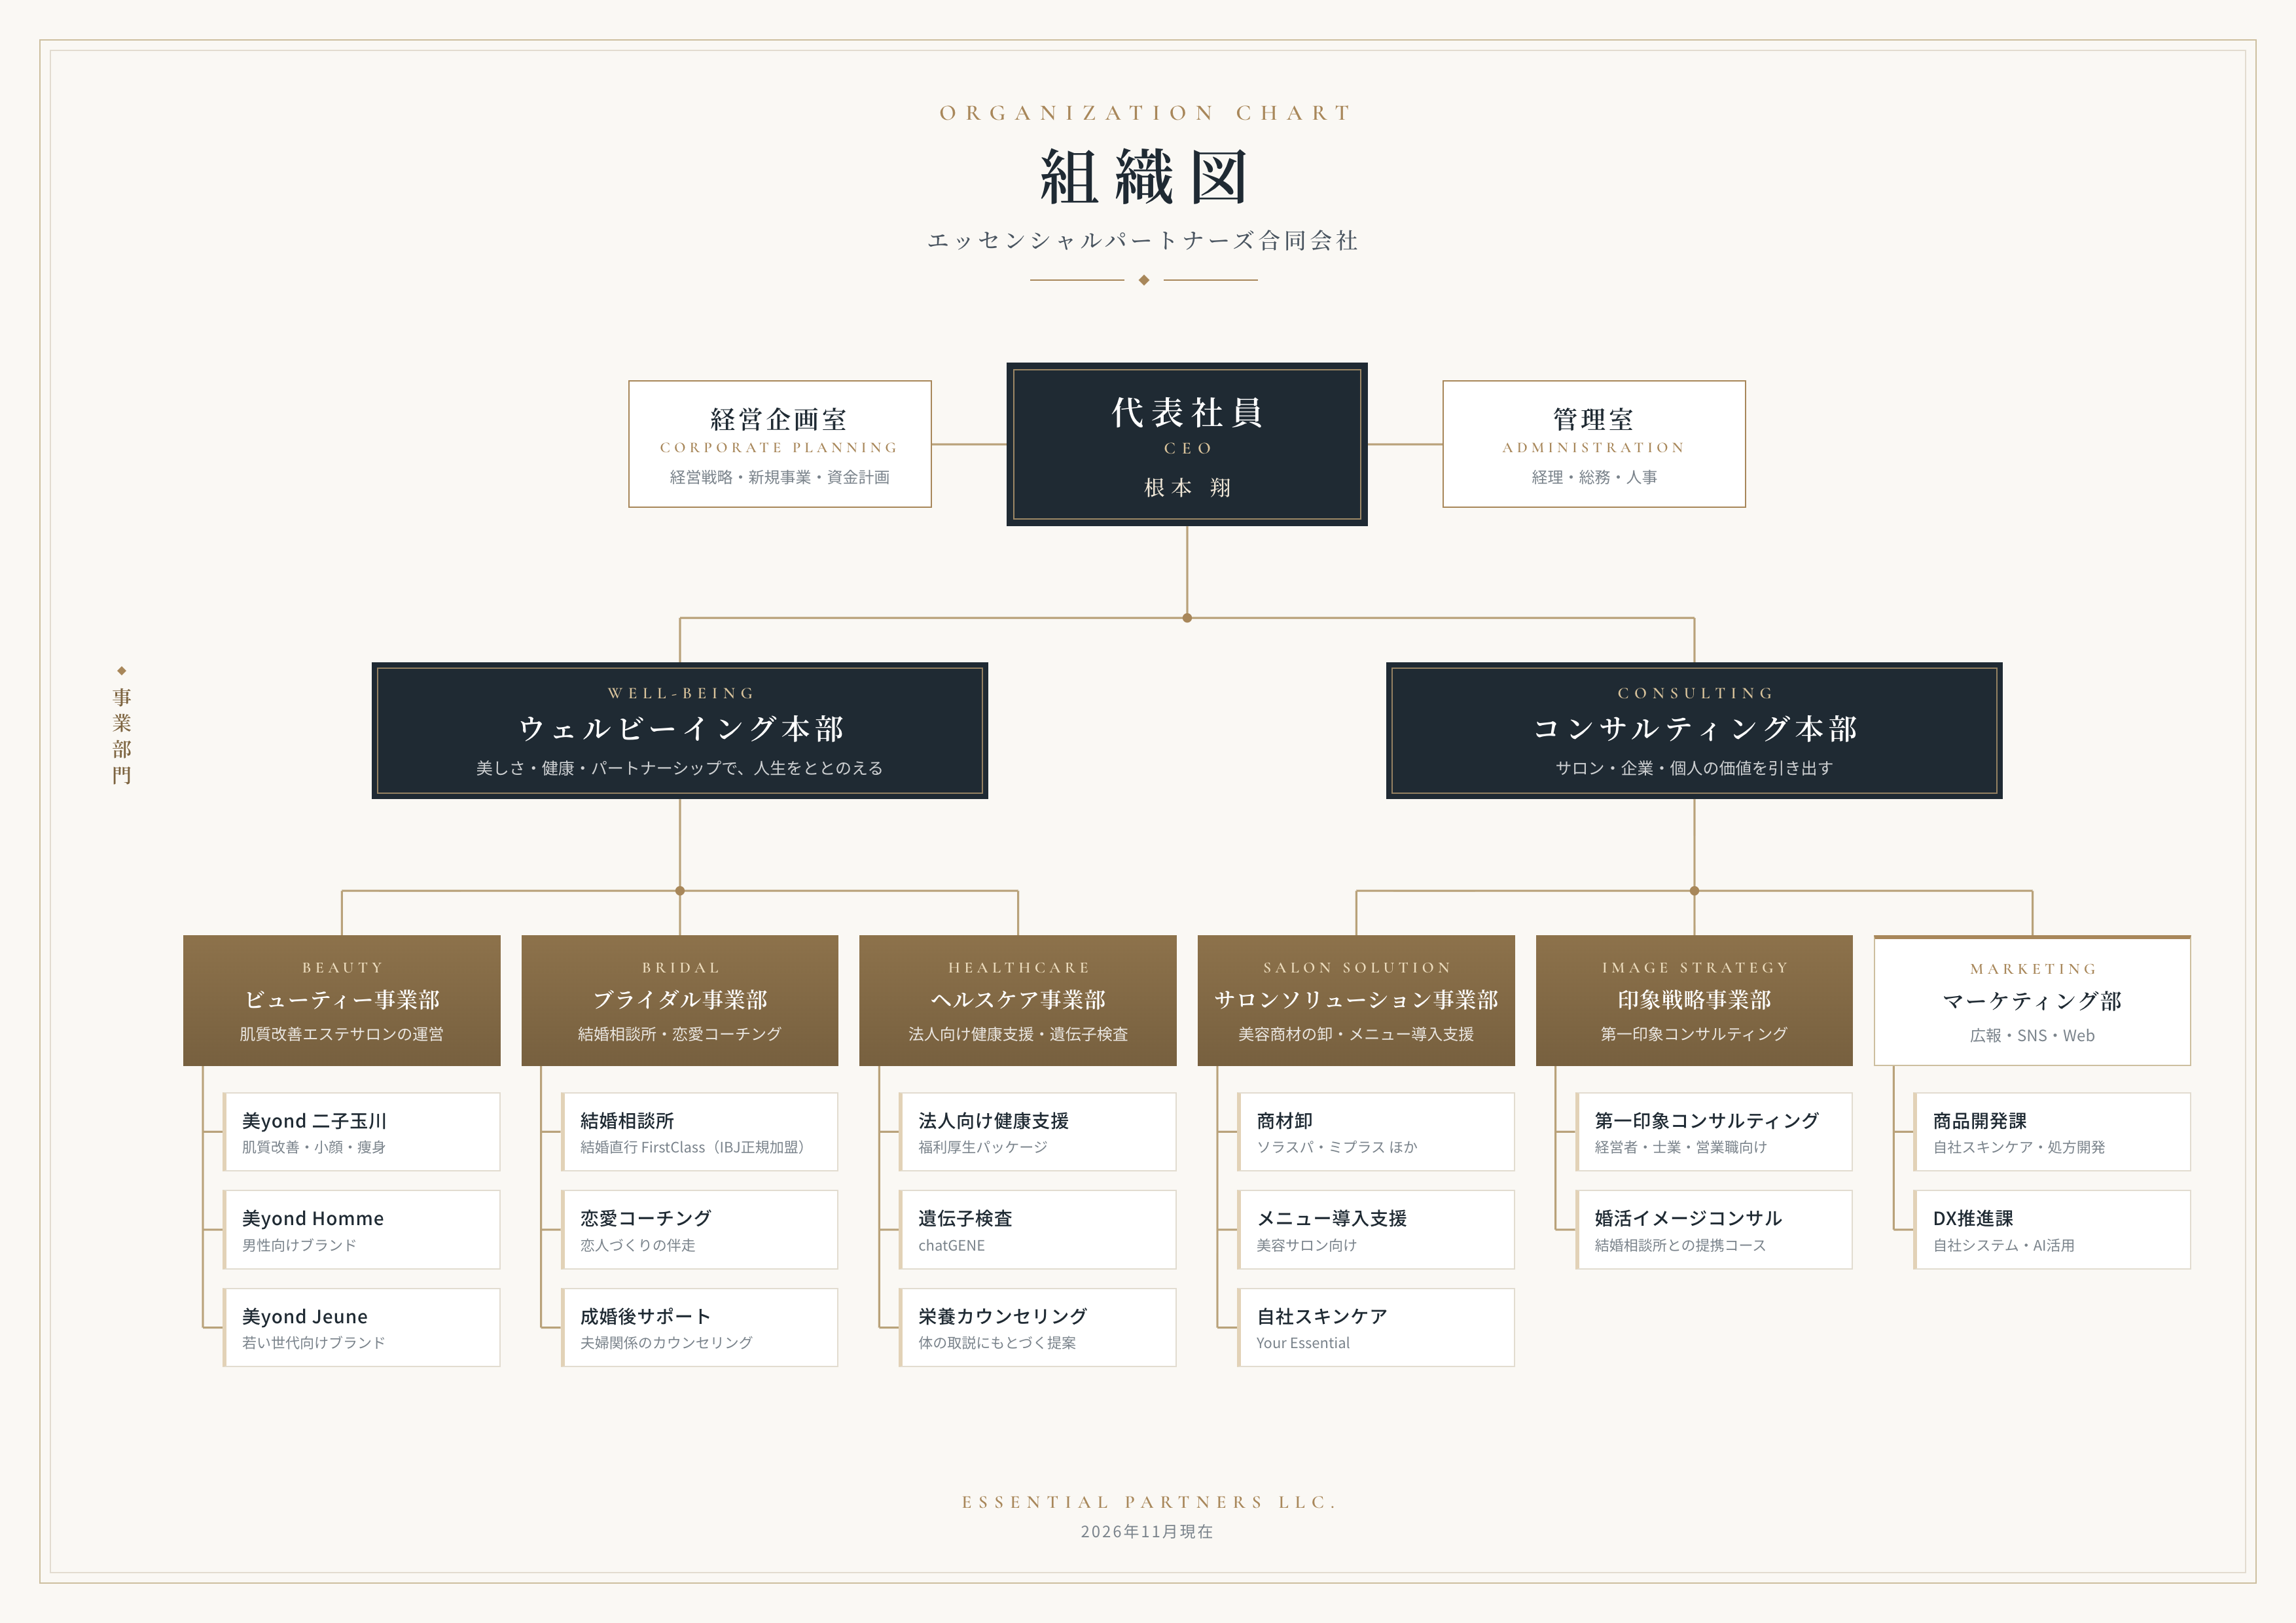 ORGANIZATION CHART
組織図
エッセンシャルパートナーズ合同会社
経営企画室
CORPORATE PLANNING
経営戦略・新規事業・資金計画
代表社員
CEO
根本 翔
管理室
ADMINISTRATION
経理・総務・人事
事業部門
WELL-BEING
ウェルビーイング本部
美しさ・健康・パートナーシップで、人生をととのえる
CONSULTING
コンサルティング本部
サロン・企業・個人の価値を引き出す
BEAUTY
ビューティー事業部
肌質改善エステサロンの運営
美yond 二子玉川
肌質改善・小顔・痩身
美yond Homme
男性向けブランド
美yond Jeune
若い世代向けブランド
BRIDAL
ブライダル事業部
結婚相談所・恋愛コーチング
結婚相談所
結婚直行 FirstClass（IBJ正規加盟）
恋愛コーチング
恋人づくりの伴走
成婚後サポート
夫婦関係のカウンセリング
HEALTHCARE
ヘルスケア事業部
法人向け健康支援・遺伝子検査
法人向け健康支援
福利厚生パッケージ
遺伝子検査
chatGENE
栄養カウンセリング
体の取説にもとづく提案
SALON SOLUTION
サロンソリューション事業部
美容商材の卸・メニュー導入支援
商材卸
ソラスパ・ミプラス ほか
メニュー導入支援
美容サロン向け
自社スキンケア
Your Essential
IMAGE STRATEGY
印象戦略事業部
第一印象コンサルティング
第一印象コンサルティング
経営者・士業・営業職向け
婚活イメージコンサル
結婚相談所との提携コース
MARKETING
マーケティング部
広報・SNS・Web
商品開発課
自社スキンケア・処方開発
DX推進課
自社システム・AI活用
ESSENTIAL PARTNERS LLC.
2026年11月現在